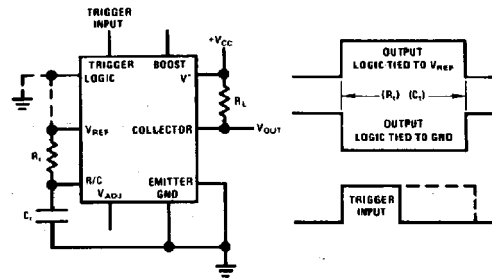 TRIGGER
INPUT
+VCC
TRIGGER
BOOST
LOGIC
V+
RL
VREF
COLLECTOR
VOUT
Rt
R/C
EMITTER
VADJ
GND
Ct
OUTPUT
LOGIC TIED TO VREF
(Rt) (Ct)
OUTPUT
LOGIC TIED TO GND
TRIGGER
INPUT